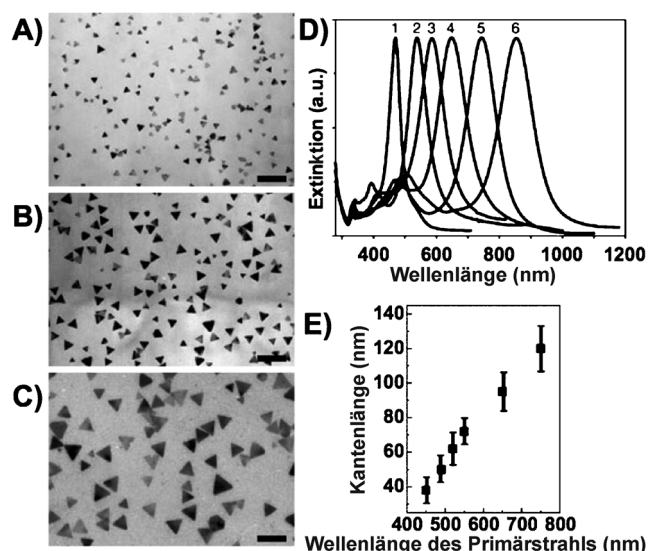 A)
B)
C)
D)
1 2 3 4 5 6
Extinktion (a.u.)
400 600 800 1000 1200
Wellenlänge (nm)
E)
Kantenlänge (nm)
140
120
100
80
60
40
400 500 600 700 800
Wellenlänge des Primärstrahls (nm)